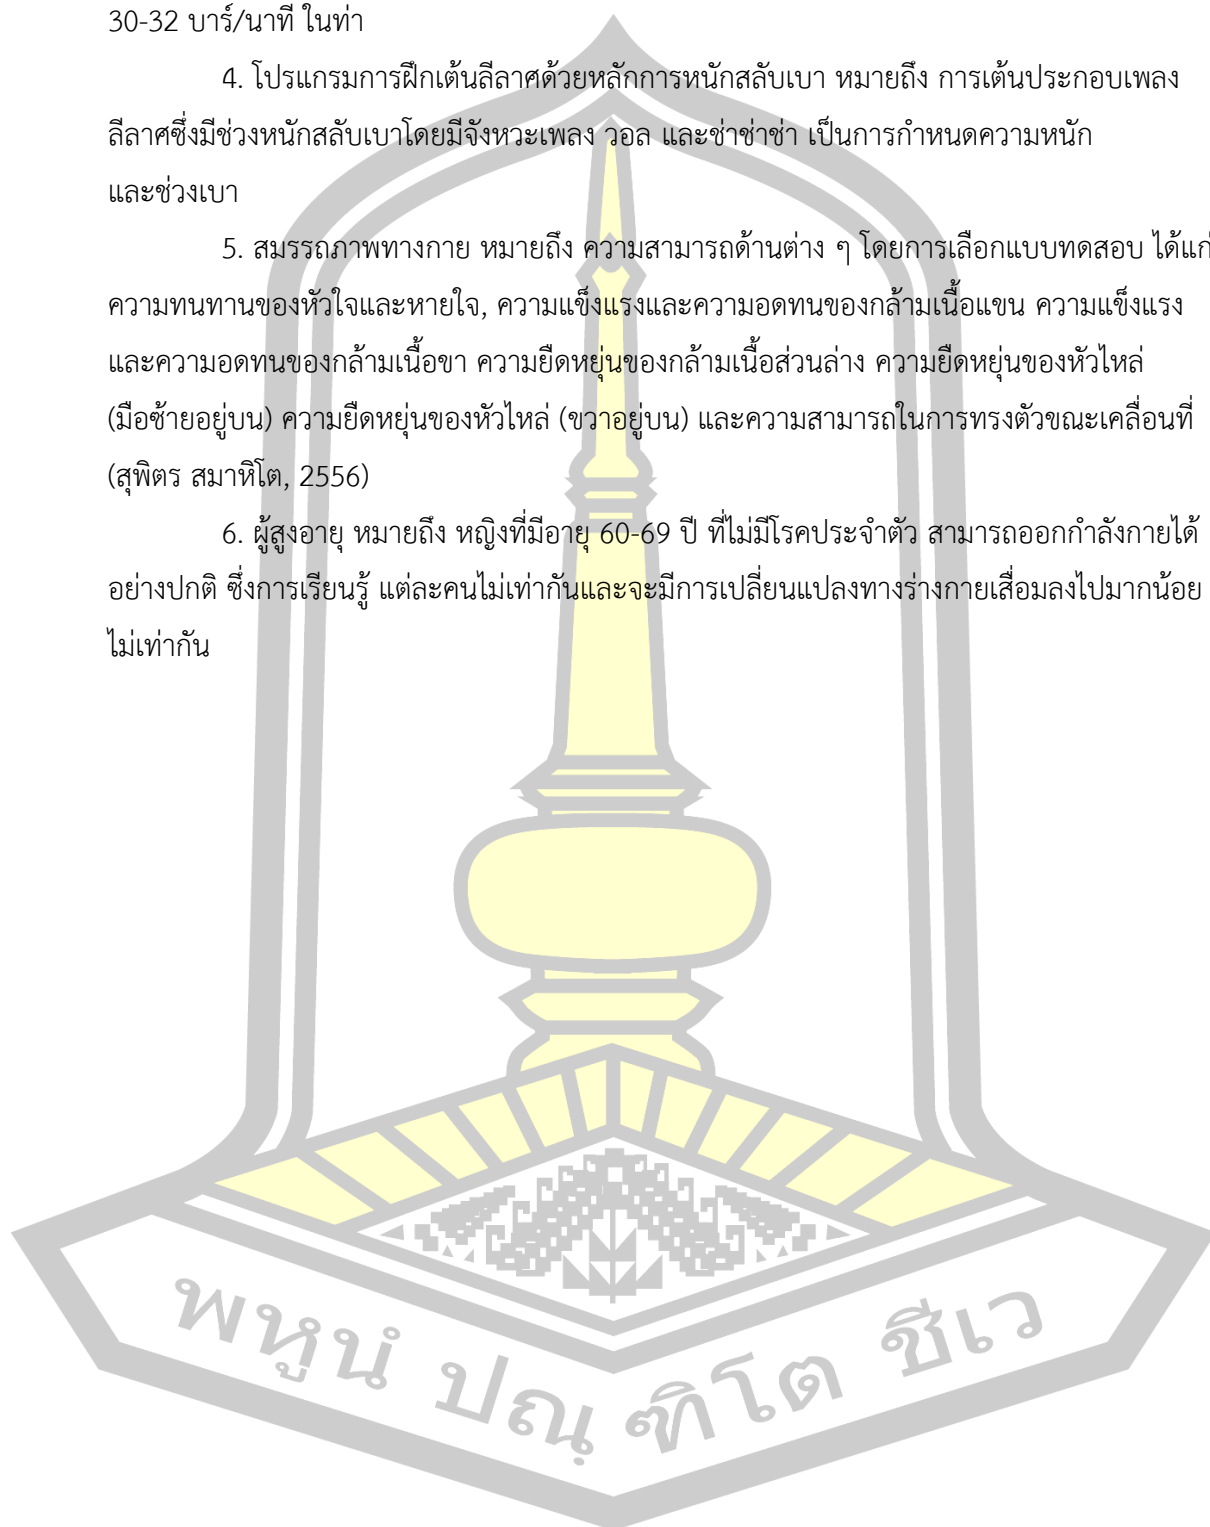 30-32 บาร์/นาที ในท่า
4. โปรแกรมการฝึกเต้นลีลาศด้วยหลักการหนักสลับเบา หมายถึง การเต้นประกอบเพลง
ลีลาศซึ่งมีช่วงหนักสลับเบาโดยมีจังหวะเพลง วอล และช่าช่าช่า เป็นการกำหนดความหนัก
และช่วงเบา
5. สมรรถภาพทางกาย หมายถึง ความสามารถด้านต่าง ๆ โดยการเลือกแบบทดสอบ ได้แก่
ความทนทานของหัวใจและหายใจ, ความแข็งแรงและความอดทนของกล้ามเนื้อแขน ความแข็งแรง
และความอดทนของกล้ามเนื้อขา ความยืดหยุ่นของกล้ามเนื้อส่วนล่าง ความยืดหยุ่นของหัวไหล่
(มือซ้ายอยู่บน) ความยืดหยุ่นของหัวไหล่ (ขวาอยู่บน) และความสามารถในการทรงตัวขณะเคลื่อนที่
(สุพิตร สมาหิโต, 2556)
6. ผู้สูงอายุ หมายถึง หญิงที่มีอายุ 60-69 ปี ที่ไม่มีโรคประจำตัว สามารถออกกำลังกายได้
อย่างปกติ ซึ่งการเรียนรู้ แต่ละคนไม่เท่ากันและจะมีการเปลี่ยนแปลงทางร่างกายเสื่อมลงไปมากน้อย
ไม่เท่ากัน
พหูนํ ปณฺฑิโต ชีเว